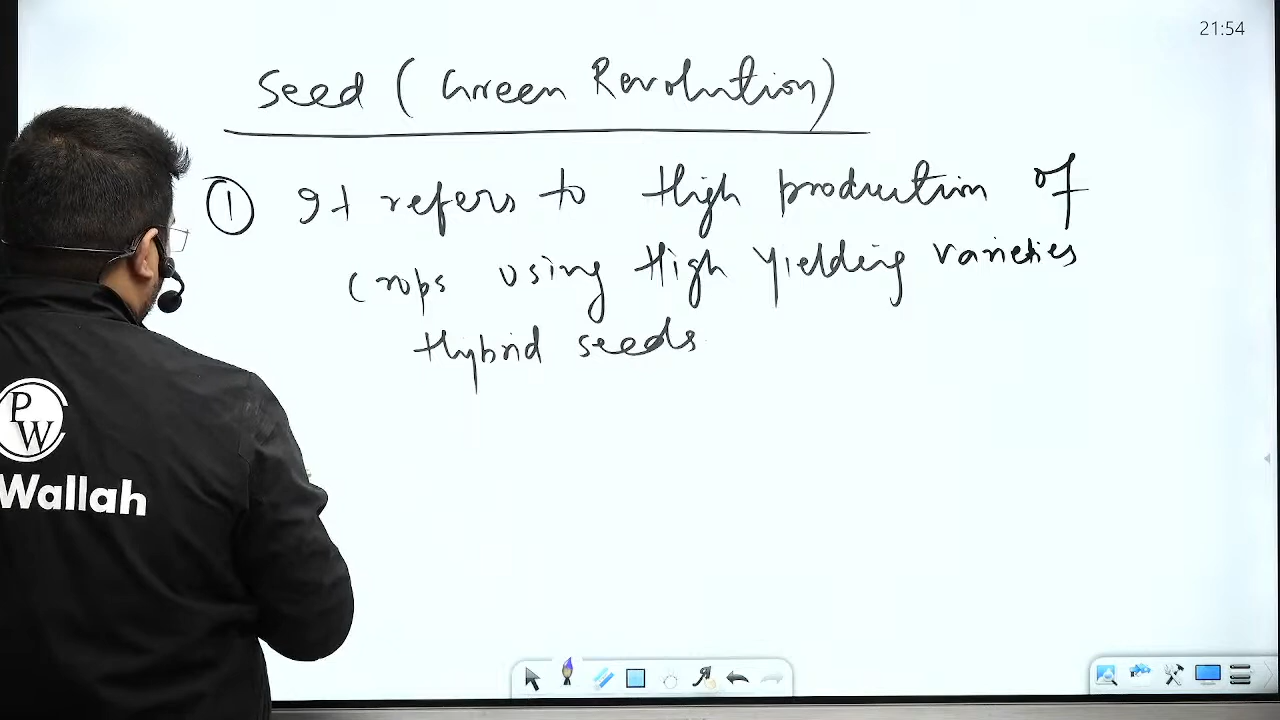 21:54
Seed (Green Revolution)
① It refers to High production of
Crops using High yielding varieties
Hybrid seeds
PW
Wallah